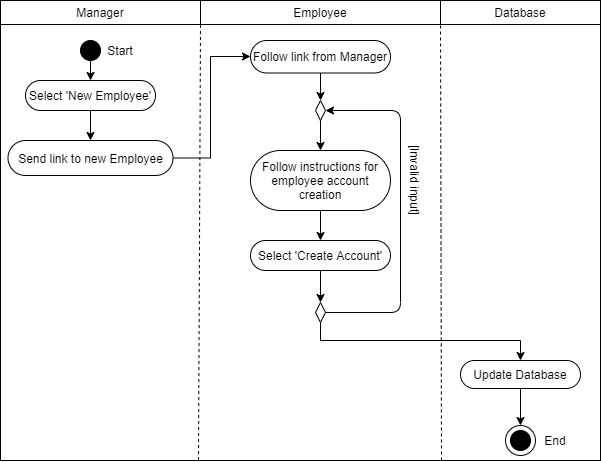 Manager
Employee
Database
Start
Select 'New Employee'
Send link to new Employee
Follow link from Manager
Follow instructions for
employee account
creation
[Invalid input]
Select 'Create Account'
Update Database
End